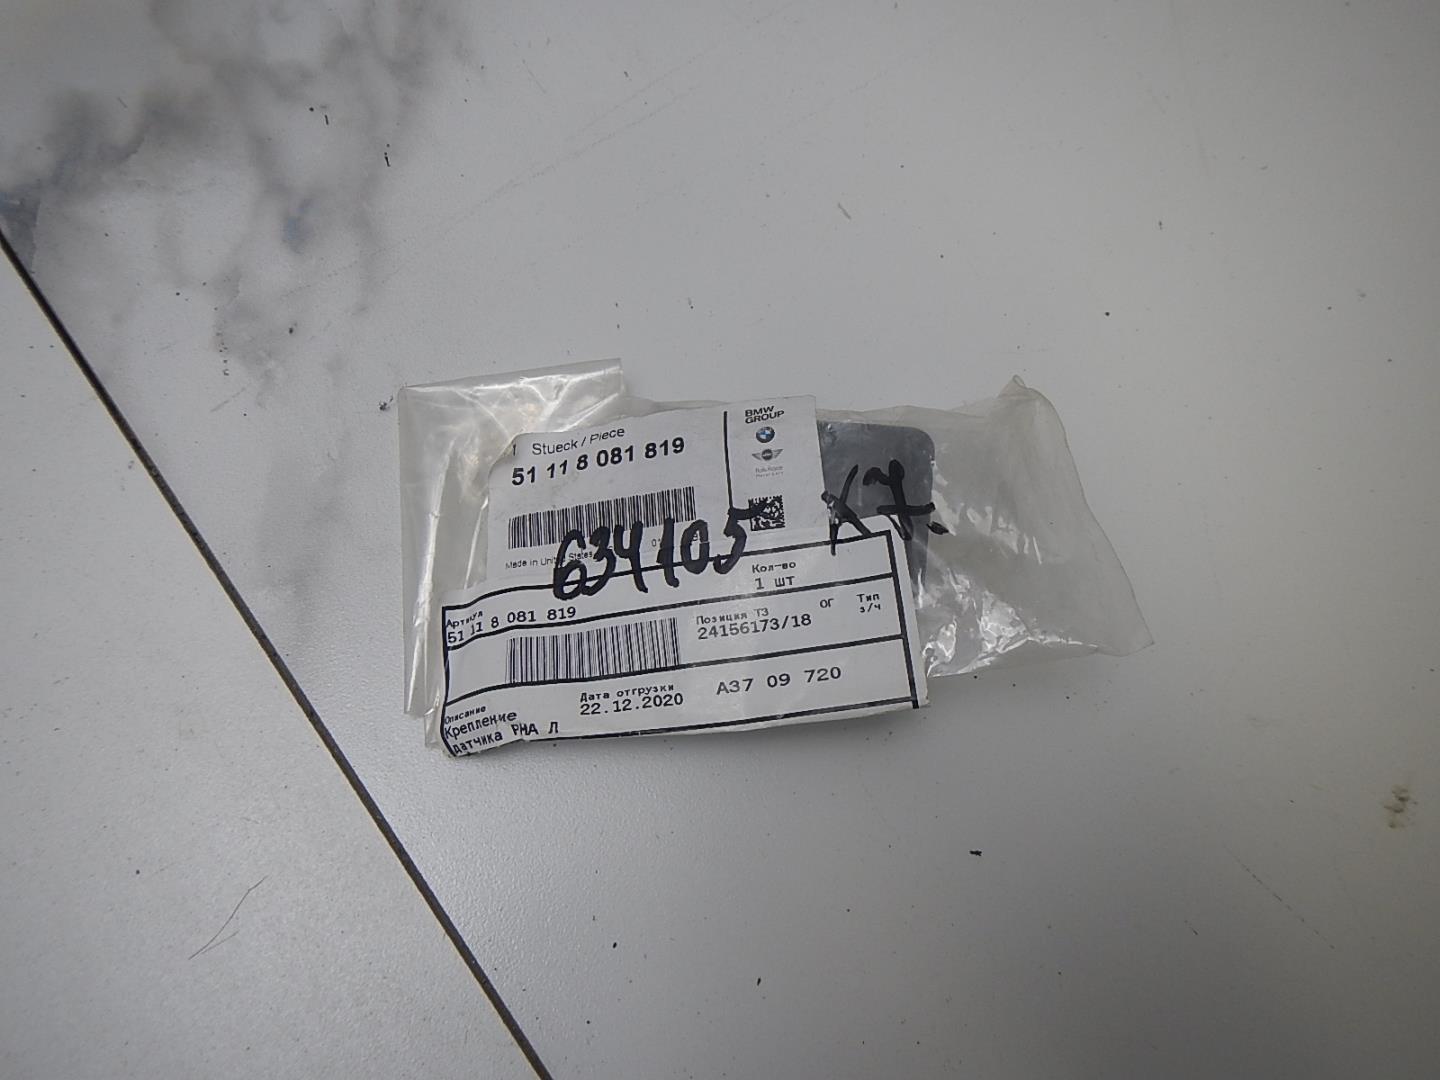 1 Stueck / Piece
51 11 8 081 819
BMW
GROUP
Made in United States
634105
X7.
Артикул
51 11 8 081 819
Кол-во
1 шт
Позиция ТЗ
24156173/18
ОГ
Тип
з/ч
Дата отгрузки
22.12.2020
A37 09 720
Описание
Крепление
датчика PHA Л